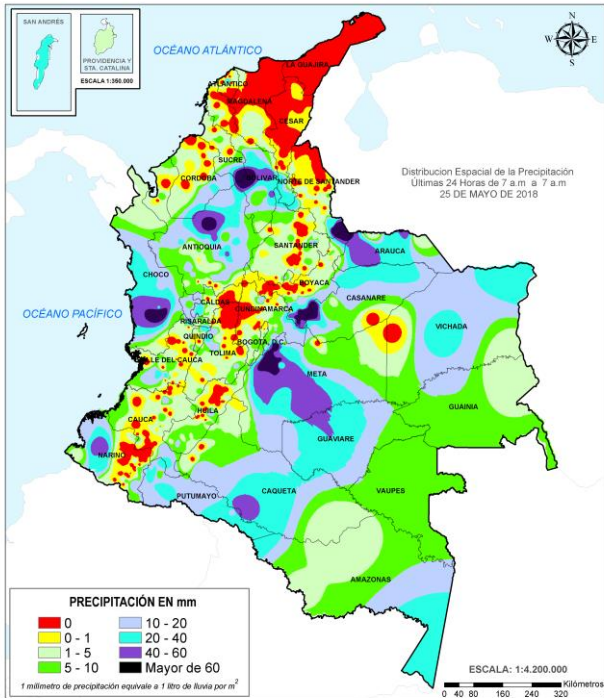 SAN ANDRÉS
PROVIDENCIA Y
STA. CATALINA
ESCALA 1:350.000
OCÉANO ATLÁNTICO
N
W E
S
LA GUAJIRA
ATLANTICO
MAGDALENA
CESAR
SUCRE
CORDOBA
BOLIVAR
NORTE DE SANTANDER
Distribucion Espacial de la Precipitación
Últimas 24 Horas de 7 a.m a 7 a.m
25 DE MAYO DE 2018
ANTIOQUIA
SANTANDER
ARAUCA
CHOCO
BOYACA
CASANARE
OCÉANO PACÍFICO
CALDAS
CUNDINAMARCA
RISARALDA
VICHADA
QUINDIO
BOGOTA, D.C.
TOLIMA
VALLE DEL CAUCA
META
GUAINIA
CAUCA
HUILA
GUAVIARE
NARIÑO
VAUPES
PUTUMAYO
CAQUETA
AMAZONAS
PRECIPITACIÓN EN mm
0
0 - 1
1 - 5
5 - 10
10 - 20
20 - 40
40 - 60
Mayor de 60
1 milímetro de precipitación equivale a 1 litro de lluvia por m²
ESCALA: 1:4.200.000
Kilómetros
0 40 80 160 240 320